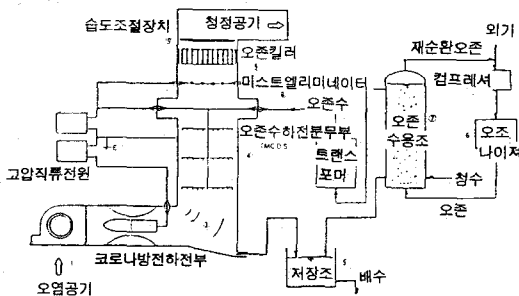 습도조절장치
청정공기
외기
오존킬러
재순환오존
미스트엘리미네이터
컴프레셔
오존수
오존
수용조
오존수하전분무부
(MCDS
트랜스
포머
오조
나이져
고압직류전원
청수
오존
코로나방전하전부
저장조
배수
오염공기